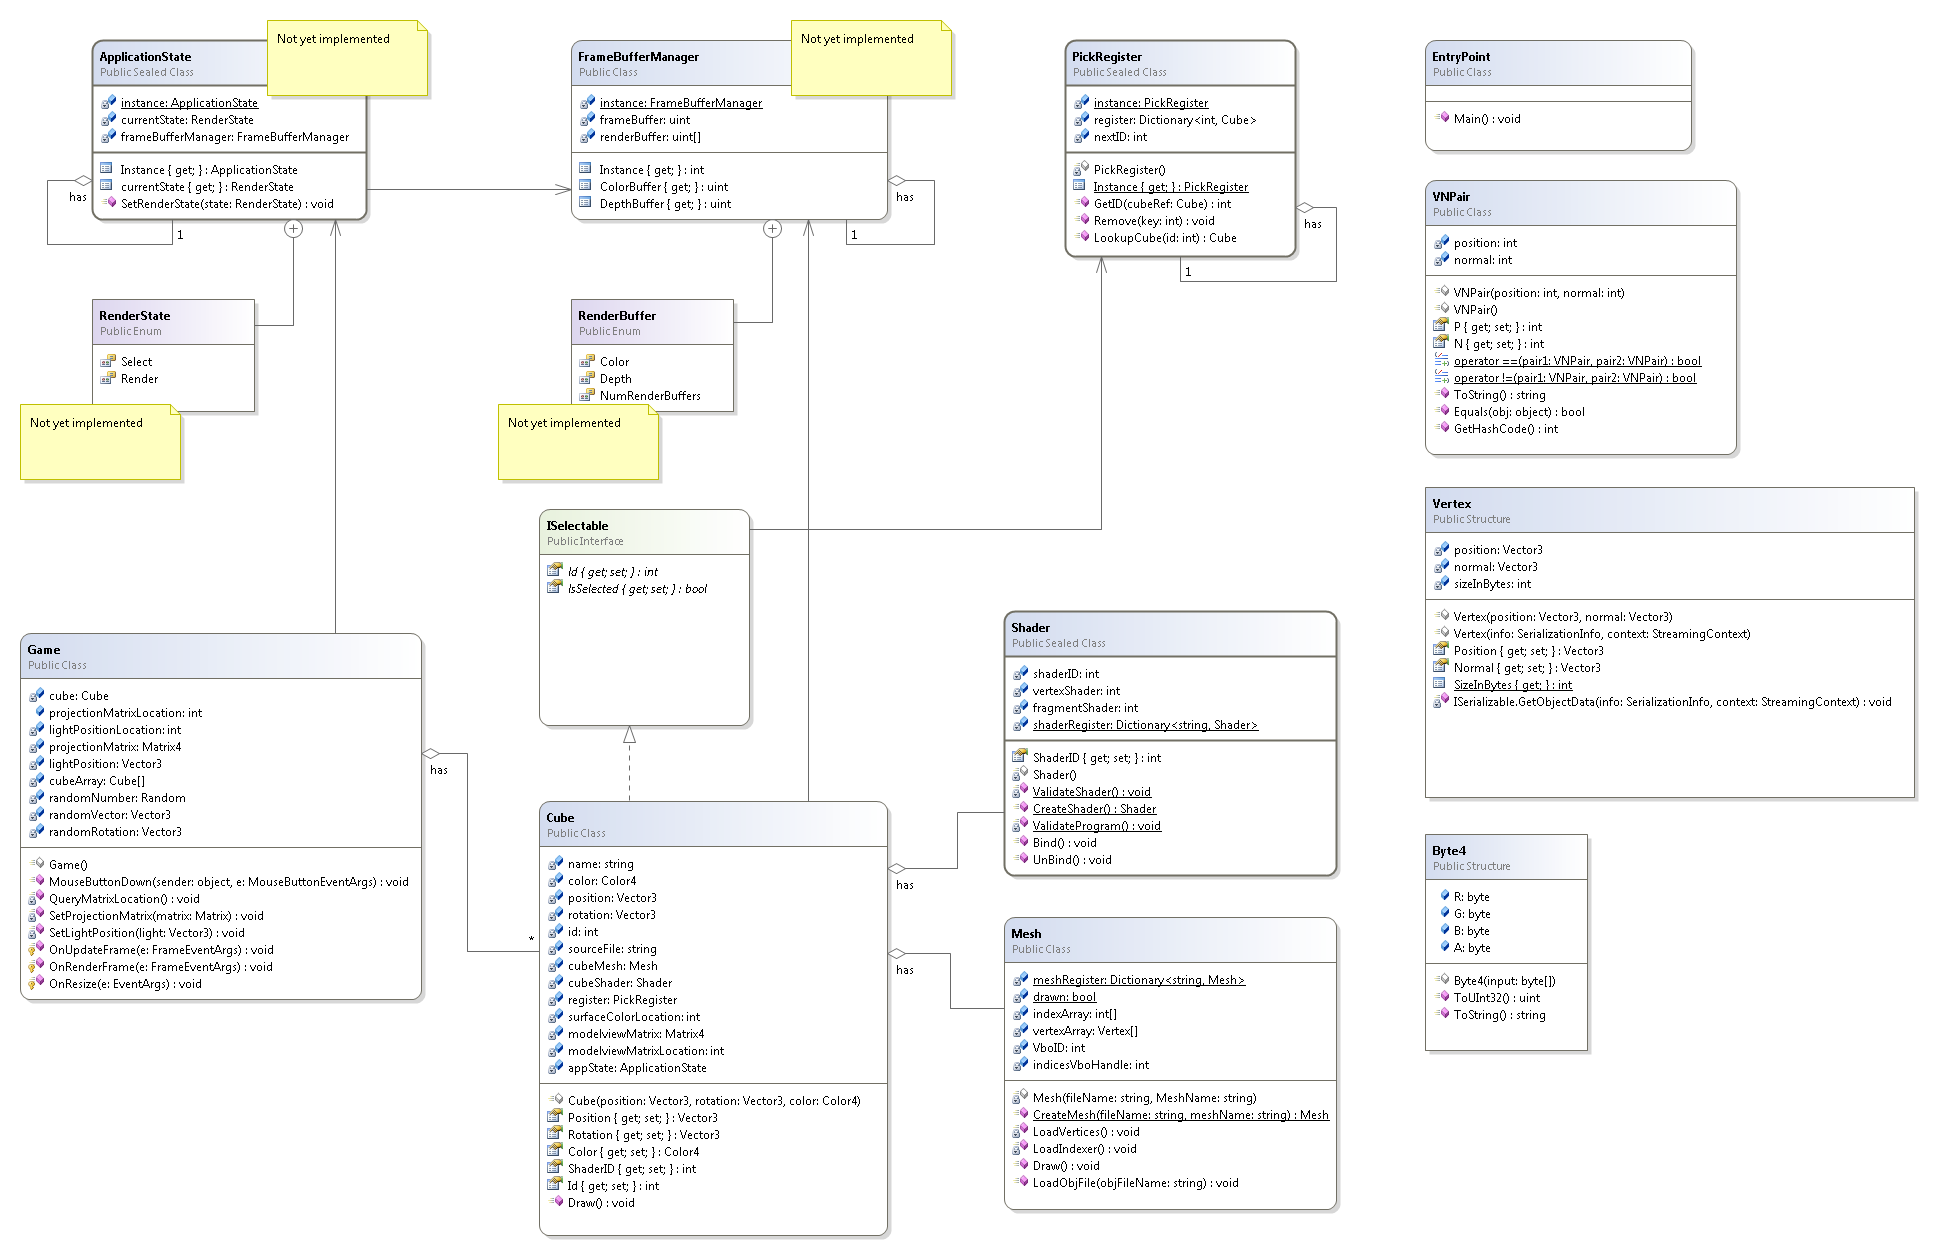 ApplicationState
Public Sealed Class
Not yet implemented
instance: ApplicationState
currentState: RenderState
frameBufferManager: FrameBufferManager
Instance { get; } : ApplicationState
currentState { get; } : RenderState
SetRenderState(state: RenderState) : void
has
1
FrameBufferManager
Public Class
Not yet implemented
instance: FrameBufferManager
frameBuffer: uint
renderBuffer: uint[]
Instance { get; } : int
ColorBuffer { get; } : uint
DepthBuffer { get; } : uint
has
1
PickRegister
Public Sealed Class
instance: PickRegister
register: Dictionary<int, Cube>
nextID: int
PickRegister()
Instance { get; } : PickRegister
GetID(cubeRef: Cube) : int
Remove(key: int) : void
LookupCube(id: int) : Cube
has
1
EntryPoint
Public Class
Main() : void
VNPair
Public Class
position: int
normal: int
VNPair(position: int, normal: int)
VNPair()
P { get; set; } : int
N { get; set; } : int
operator ==(pair1: VNPair, pair2: VNPair) : bool
operator !=(pair1: VNPair, pair2: VNPair) : bool
ToString() : string
Equals(obj: object) : bool
GetHashCode() : int
RenderState
Public Enum
Select
Render
Not yet implemented
RenderBuffer
Public Enum
Color
Depth
NumRenderBuffers
Not yet implemented
Vertex
Public Structure
position: Vector3
normal: Vector3
sizeInBytes: int
Vertex(position: Vector3, normal: Vector3)
Vertex(info: SerializationInfo, context: StreamingContext)
Position { get; set; } : Vector3
Normal { get; set; } : Vector3
SizeInBytes { get; } : int
ISerializable.GetObjectData(info: SerializationInfo, context: StreamingContext) : void
ISelectable
Public Interface
Id { get; set; } : int
IsSelected { get; set; } : bool
Game
Public Class
cube: Cube
projectionMatrixLocation: int
lightPositionLocation: int
projectionMatrix: Matrix4
lightPosition: Vector3
cubeArray: Cube[]
randomNumber: Random
randomVector: Vector3
randomRotation: Vector3
Game()
MouseButtonDown(sender: object, e: MouseButtonEventArgs) : void
QueryMatrixLocation() : void
SetProjectionMatrix(matrix: Matrix) : void
SetLightPosition(light: Vector3) : void
OnUpdateFrame(e: FrameEventArgs) : void
OnRenderFrame(e: FrameEventArgs) : void
OnResize(e: EventArgs) : void
has
*
Shader
Public Sealed Class
shaderID: int
vertexShader: int
fragmentShader: int
shaderRegister: Dictionary<string, Shader>
ShaderID { get; set; } : int
Shader()
ValidateShader() : void
CreateShader() : Shader
ValidateProgram() : void
Bind() : void
UnBind() : void
Cube
Public Class
name: string
color: Color4
position: Vector3
rotation: Vector3
id: int
sourceFile: string
cubeMesh: Mesh
cubeShader: Shader
register: PickRegister
surfaceColorLocation: int
modelviewMatrix: Matrix4
modelviewMatrixLocation: int
appState: ApplicationState
Cube(position: Vector3, rotation: Vector3, color: Color4)
Position { get; set; } : Vector3
Rotation { get; set; } : Vector3
Color { get; set; } : Color4
ShaderID { get; set; } : int
Id { get; set; } : int
Draw() : void
has
has
Mesh
Public Class
meshRegister: Dictionary<string, Mesh>
drawn: bool
indexArray: int[]
vertexArray: Vertex[]
VboID: int
indicesVboHandle: int
Mesh(fileName: string, MeshName: string)
CreateMesh(fileName: string, meshName: string) : Mesh
LoadVertices() : void
LoadIndexer() : void
Draw() : void
LoadObjFile(objFileName: string) : void
Byte4
Public Structure
R: byte
G: byte
B: byte
A: byte
Byte4(input: byte[])
ToUInt32() : uint
ToString() : string